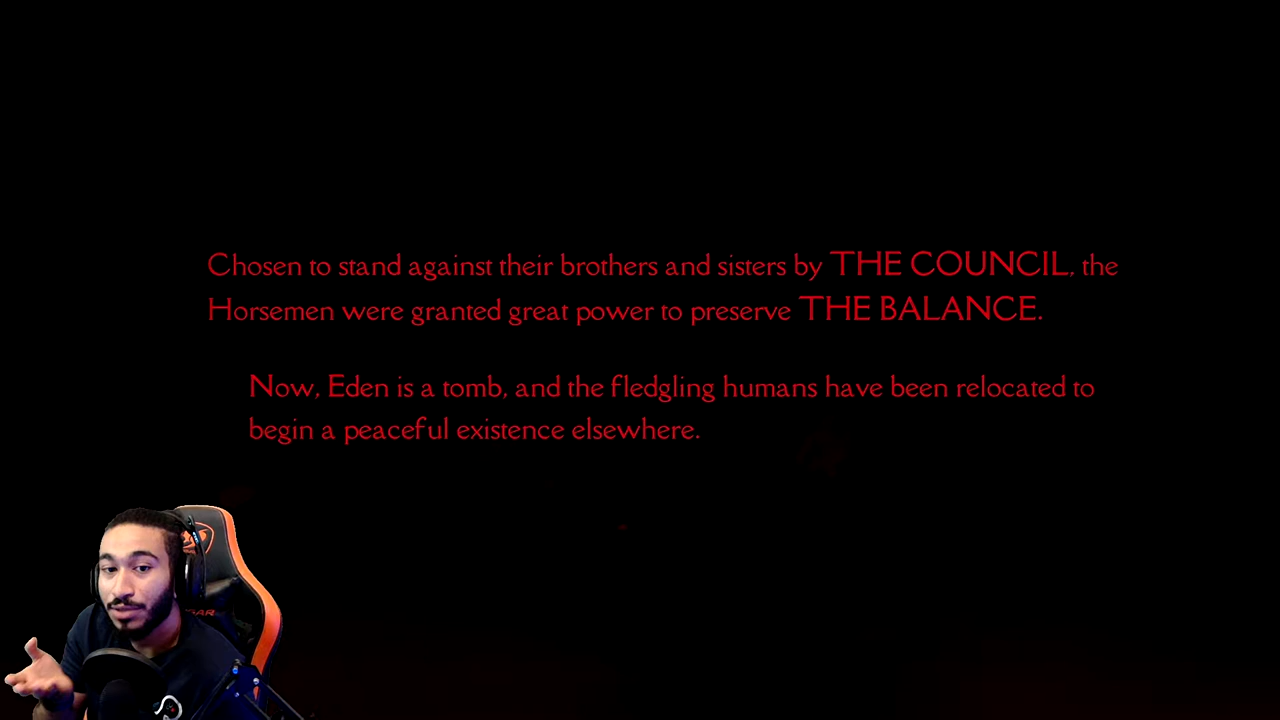 Chosen to stand against their brothers and sisters by THE COUNCIL, the
Horsemen were granted great power to preserve THE BALANCE.
Now, Eden is a tomb, and the fledgling humans have been relocated to
begin a peaceful existence elsewhere.